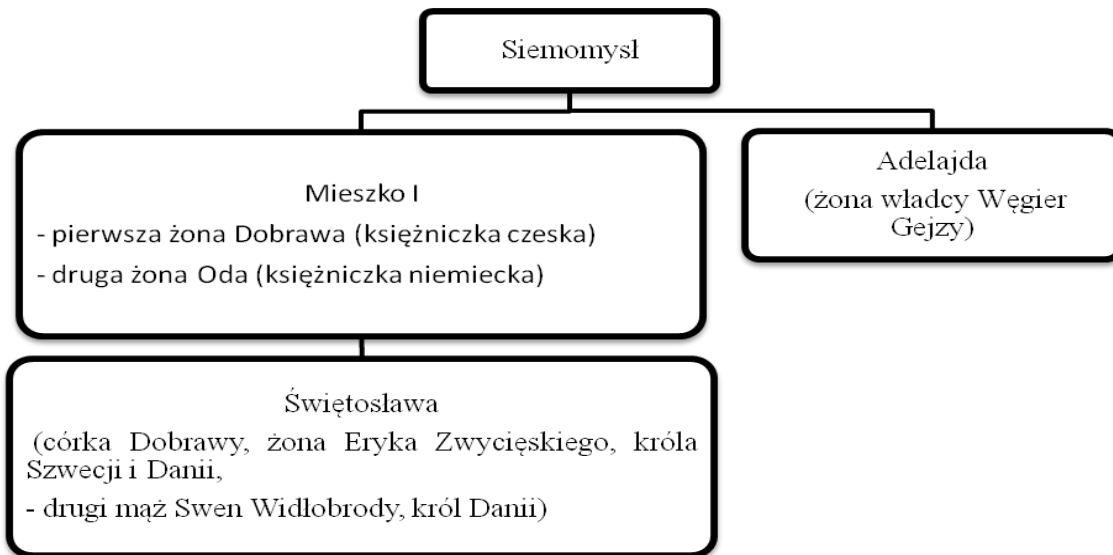 Siemomysł
Mieszko I
- pierwsza żona Dobrawa (księżniczka czeska)
- druga żona Oda (księżniczka niemiecka)
Adelajda
(żona władcy Węgier
Gejzy)
Świętosława
(córka Dobrawy, żona Eryka Zwycięskiego, króla
Szwecji i Danii,
- drugi mąż Swen Widłobrody, król Danii)